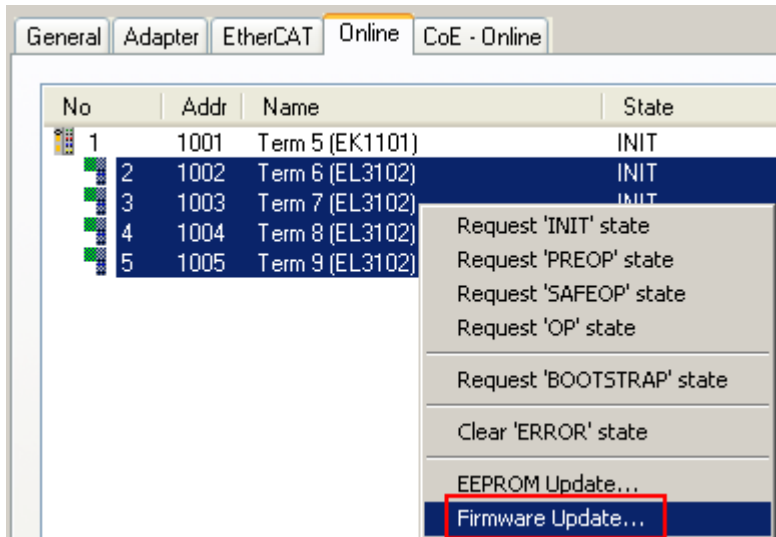 General Adapter EtherCAT Online CoE - Online
No Addr Name State
1 1001 Term 5 (EK1101) INIT
2 1002 Term 6 (EL3102) INIT
3 1003 Term 7 (EL3102) INIT
4 1004 Term 8 (EL3102)
5 1005 Term 9 (EL3102)
Request 'INIT' state
Request 'PREOP' state
Request 'SAFEOP' state
Request 'OP' state
Request 'BOOTSTRAP' state
Clear 'ERROR' state
EEPROM Update...
Firmware Update...